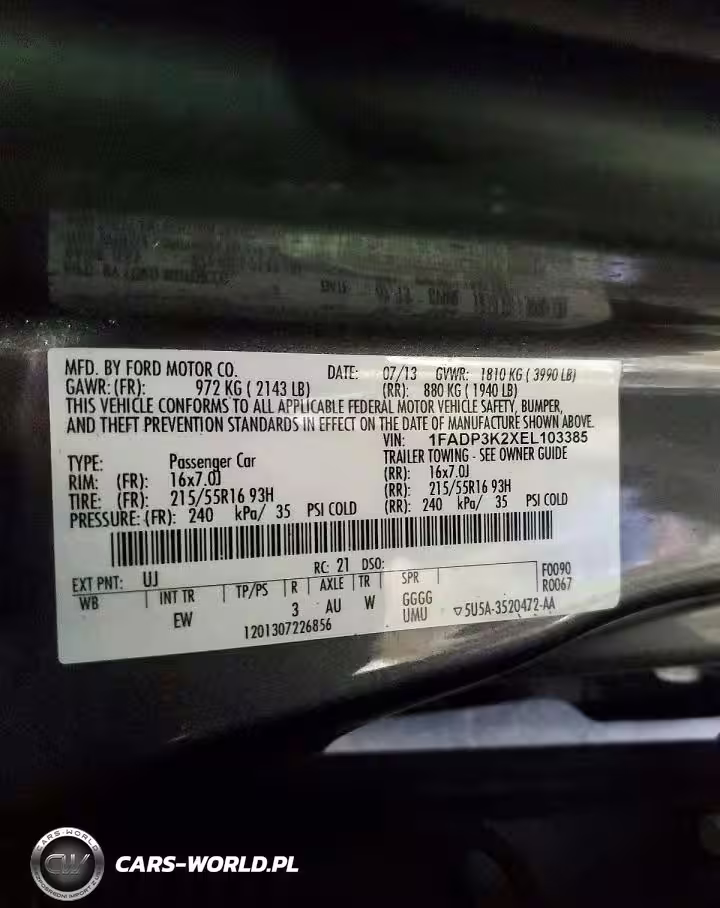 MFD. BY FORD MOTOR CO. DATE: 07/13 GVWR: 1810 KG ( 3990 LB)
GAWR: (FR): 972 KG ( 2143 LB) (RR): 880 KG ( 1940 LB)
THIS VEHICLE CONFORMS TO ALL APPLICABLE FEDERAL MOTOR VEHICLE SAFETY, BUMPER,
AND THEFT PREVENTION STANDARDS IN EFFECT ON THE DATE OF MANUFACTURE SHOWN ABOVE.
VIN: 1FADP3K2XEL103385
TYPE: Passenger Car TRAILER TOWING - SEE OWNER GUIDE
RIM: (FR): 16x7.0J (RR): 16x7.0J
TIRE: (FR): 215/55R16 93H (RR): 215/55R16 93H
PRESSURE: (FR): 240 kPa/ 35 PSI COLD (RR): 240 kPa/ 35 PSI COLD
EXT PNT: UJ RC: 21 DSO: F0090
WB INT TR TP/PS R AXLE TR SPR R0067
EW 3 AU W GGGG
UMU ▽5U5A-3520472-AA
1201307226856
CARS-WORLD
CW
CARS-WORLD.PL